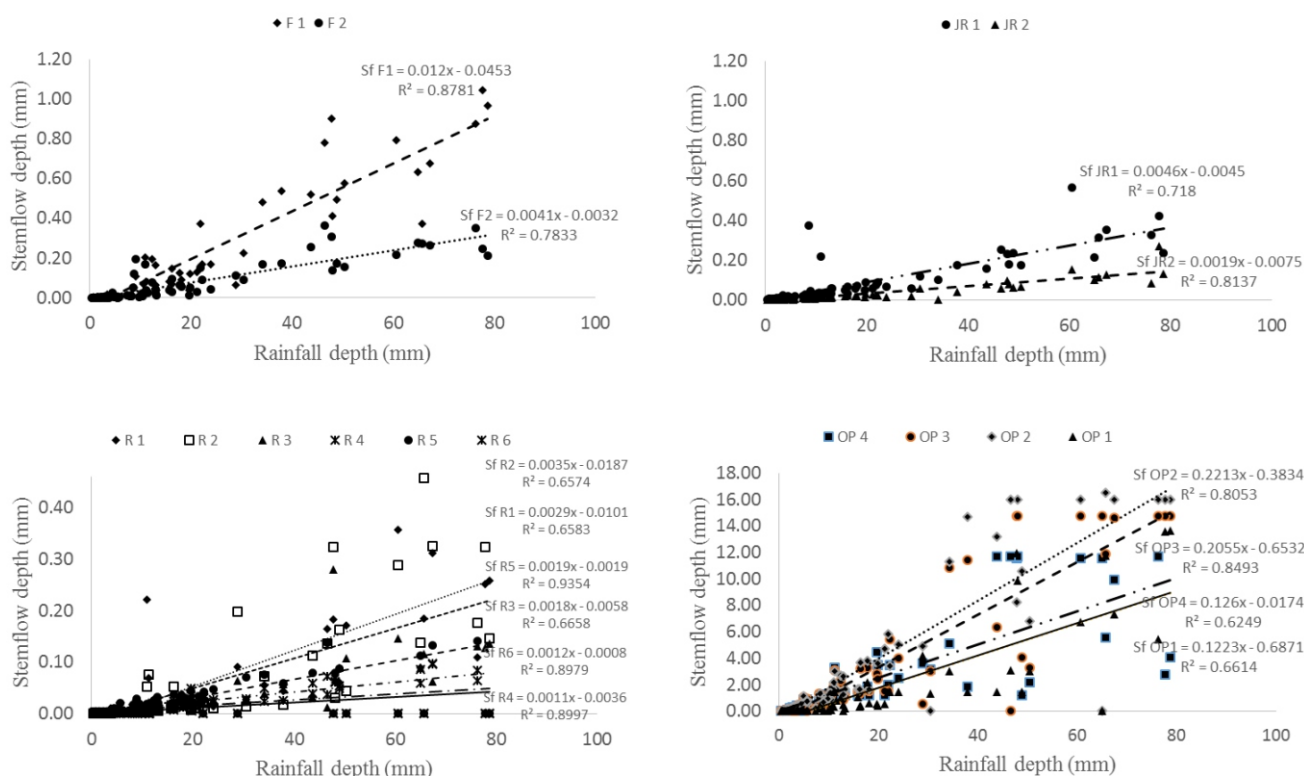 F 1 F 2
1.20
1.00
0.80
0.60
0.40
0.20
0.00
Stemflow depth (mm)
Sf F1 = 0.012x - 0.0453
R² = 0.8781
Sf F2 = 0.0041x - 0.0032
R² = 0.7833
0 20 40 60 80 100
Rainfall depth (mm)
JR 1 JR 2
1.20
1.00
0.80
0.60
0.40
0.20
0.00
Stemflow depth (mm)
Sf JR1 = 0.0046x - 0.0045
R² = 0.718
Sf JR2 = 0.0019x - 0.0075
R² = 0.8137
0 20 40 60 80 100
Rainfall depth (mm)
R 1 R 2 R 3 R 4 R 5 R 6
0.40
0.30
0.20
0.10
0.00
Stemflow depth (mm)
Sf R2 = 0.0035x - 0.0187
R² = 0.6574
Sf R1 = 0.0029x - 0.0101
R² = 0.6583
Sf R5 = 0.0019x - 0.0019
R² = 0.9354
Sf R3 = 0.0018x - 0.0058
R² = 0.6658
Sf R6 = 0.0012x - 0.0008
R² = 0.8979
Sf R4 = 0.0011x - 0.0036
R² = 0.8997
0 20 40 60 80 100
Rainfall depth (mm)
OP 4 OP 3 OP 2 OP 1
18.00
16.00
14.00
12.00
10.00
8.00
6.00
4.00
2.00
0.00
Stemflow depth (mm)
Sf OP2 = 0.2213x - 0.3834
R² = 0.8053
Sf OP3 = 0.2055x - 0.6532
R² = 0.8493
Sf OP4 = 0.126x - 0.0174
R² = 0.6249
Sf OP1 = 0.1223x - 0.6871
R² = 0.6614
0 20 40 60 80 100
Rainfall depth (mm)